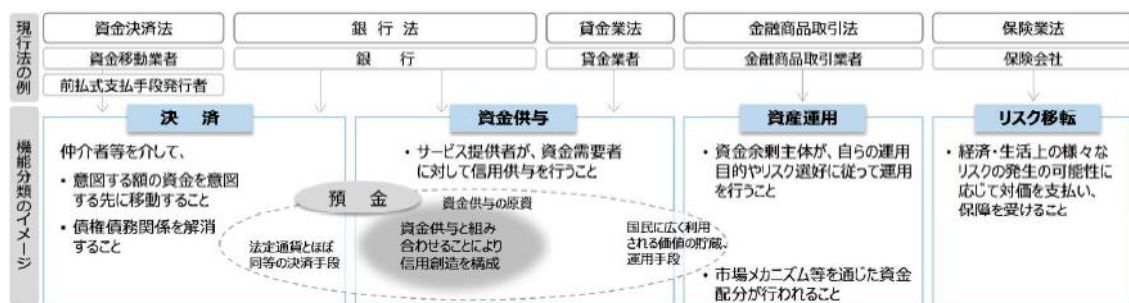 現行法の例
資金決済法
銀行法
貸金業法
金融商品取引法
保険業法
資金移動業者
銀行
貸金業者
金融商品取引業者
保険会社
前払式支払手段発行者
機能分類のイメージ
決済
仲介者等を介して、
・意図する額の資金を意図
する先に移動すること
・債権債務関係を解消
すること
資金供与
・サービス提供者が、資金需要者
に対して信用供与を行うこと
預金
資金供与の原資
法定通貨とほぼ
同等の決済手段
資金供与と組み
合わせることにより
信用創造を構成
国民に広く利用
される価値の貯蔵、
運用手段
資産運用
・資金余剰主体が、自らの運用
目的やリスク選好に従って運用
を行うこと
・市場メカニズム等を通じた資金
配分が行われること
リスク移転
・経済・生活上の様々な
リスクの発生の可能性に
応じて対価を支払い、
保障を受けること